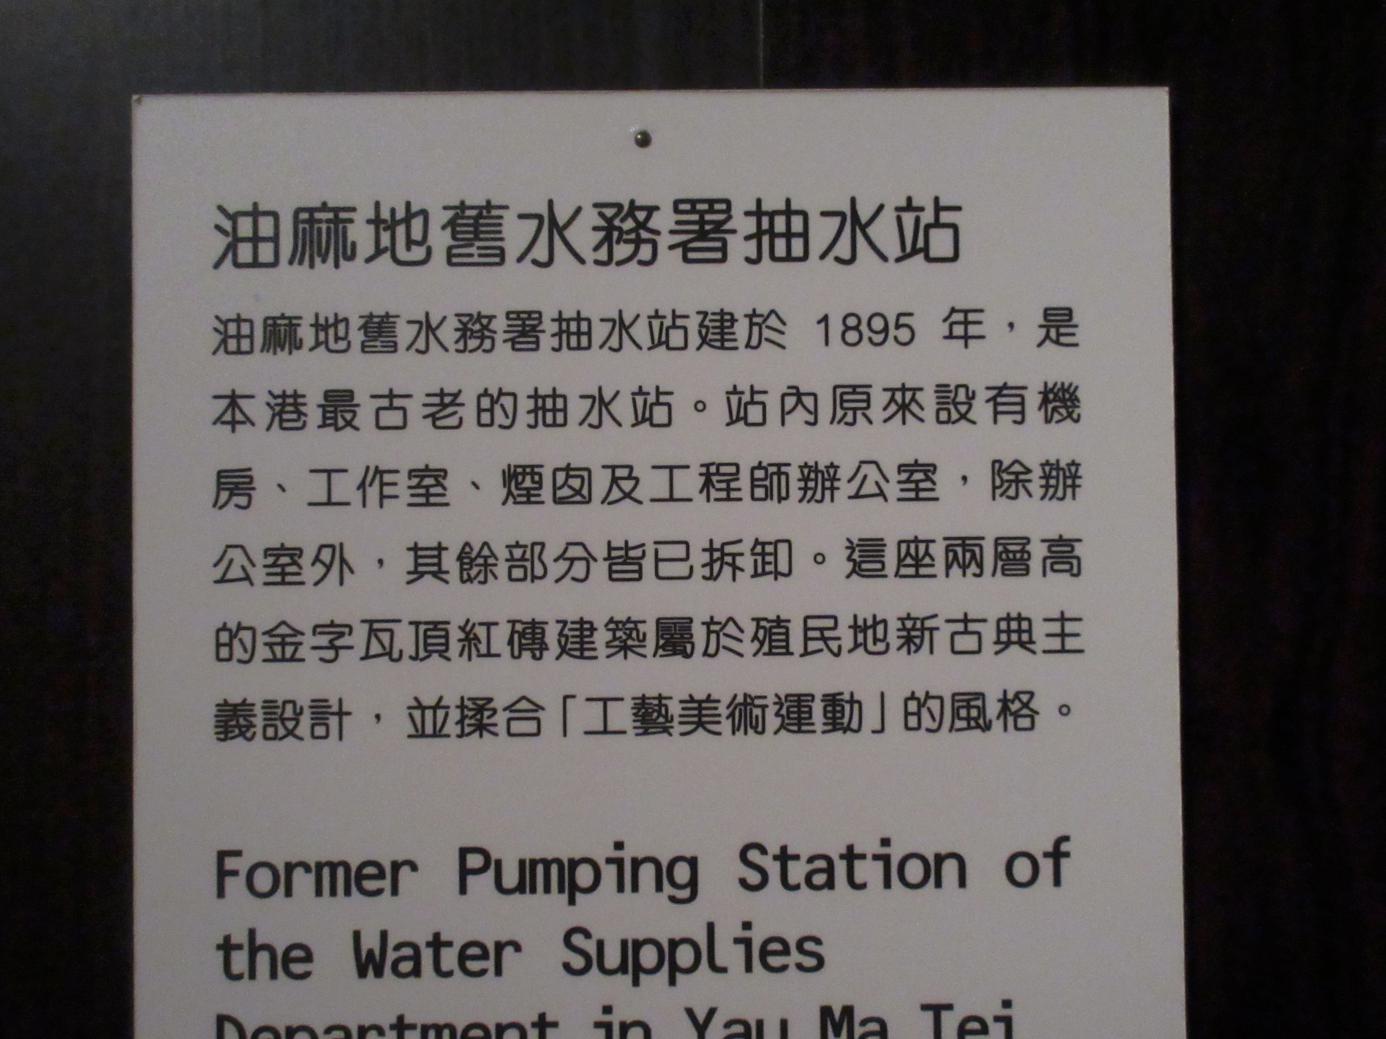 油麻地舊水務署抽水站
油麻地舊水務署抽水站建於 1895 年，是
本港最古老的抽水站。站內原來設有機
房、工作室、煙囪及工程師辦公室，除辦
公室外，其餘部分皆已拆卸。這座兩層高
的金字瓦頂紅磚建築屬於殖民地新古典主
義設計，並揉合「工藝美術運動」的風格。
Former Pumping Station of
the Water Supplies
Department in Yau Ma Tei